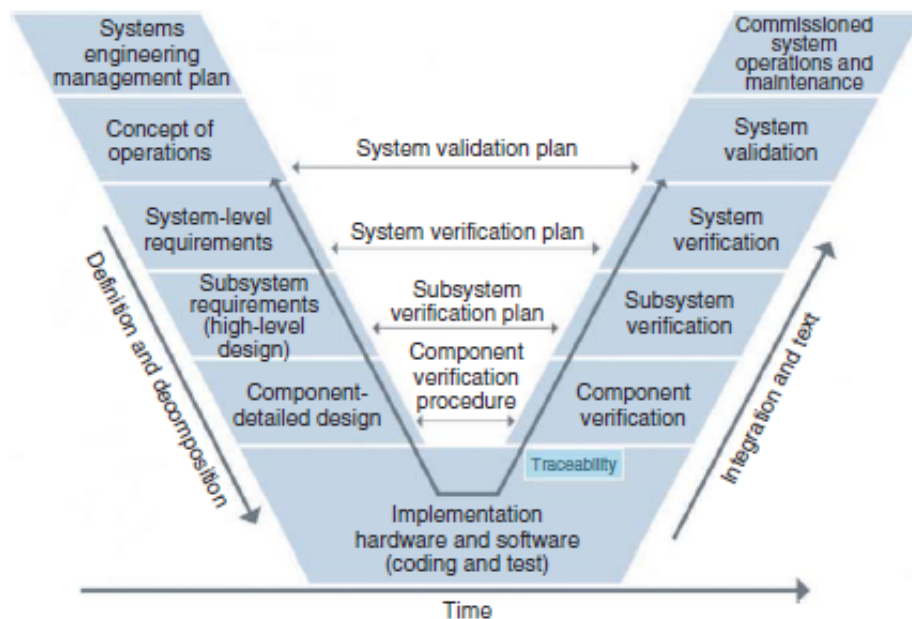 Systems
engineering
management plan
Commissioned
system
operations and
maintenance
Concept of
operations
System validation plan
System
validation
System-level
requirements
System verification plan
System
verification
Subsystem
requirements
(high-level
design)
Subsystem
verification plan
Subsystem
verification
Component-
detailed design
Component
verification
procedure
Component
verification
Definition and decomposition
Integration and text
Traceability
Implementation
hardware and software
(coding and test)
Time